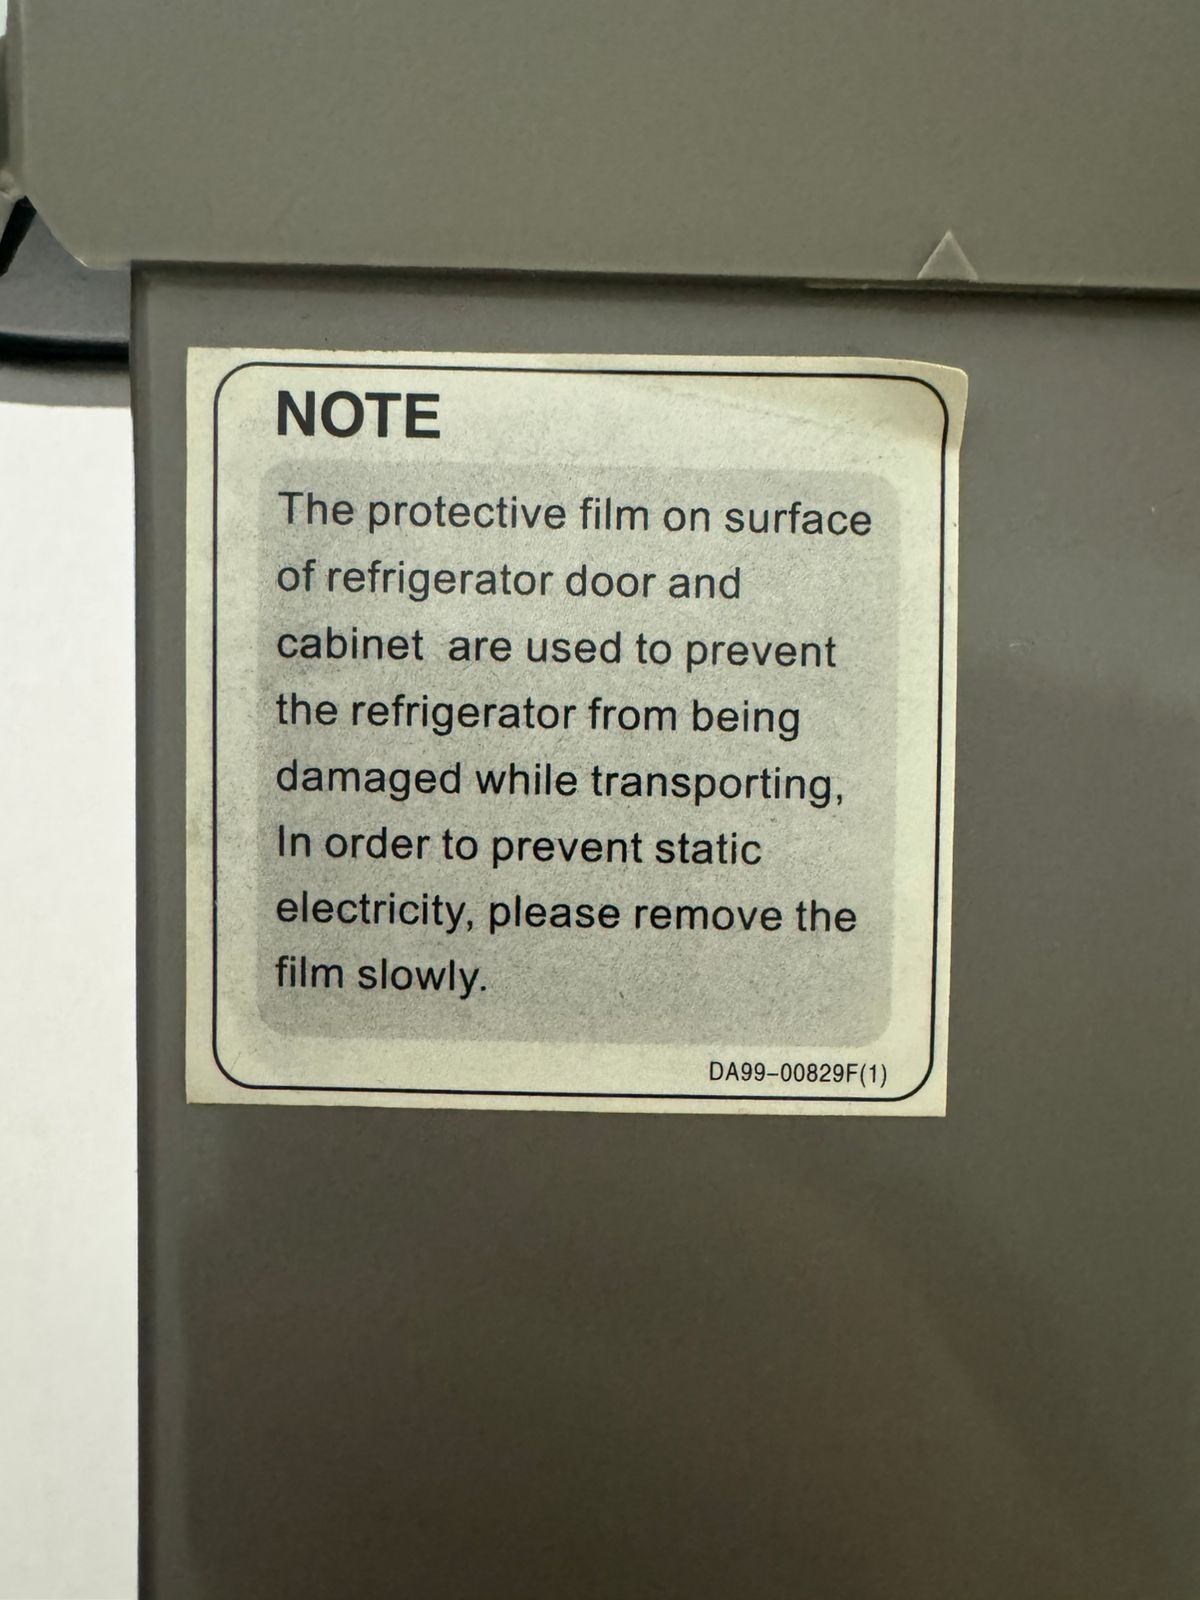 NOTE
The protective film on surface
of refrigerator door and
cabinet are used to prevent
the refrigerator from being
damaged while transporting,
In order to prevent static
electricity, please remove the
film slowly.
DA99-00829F(1)